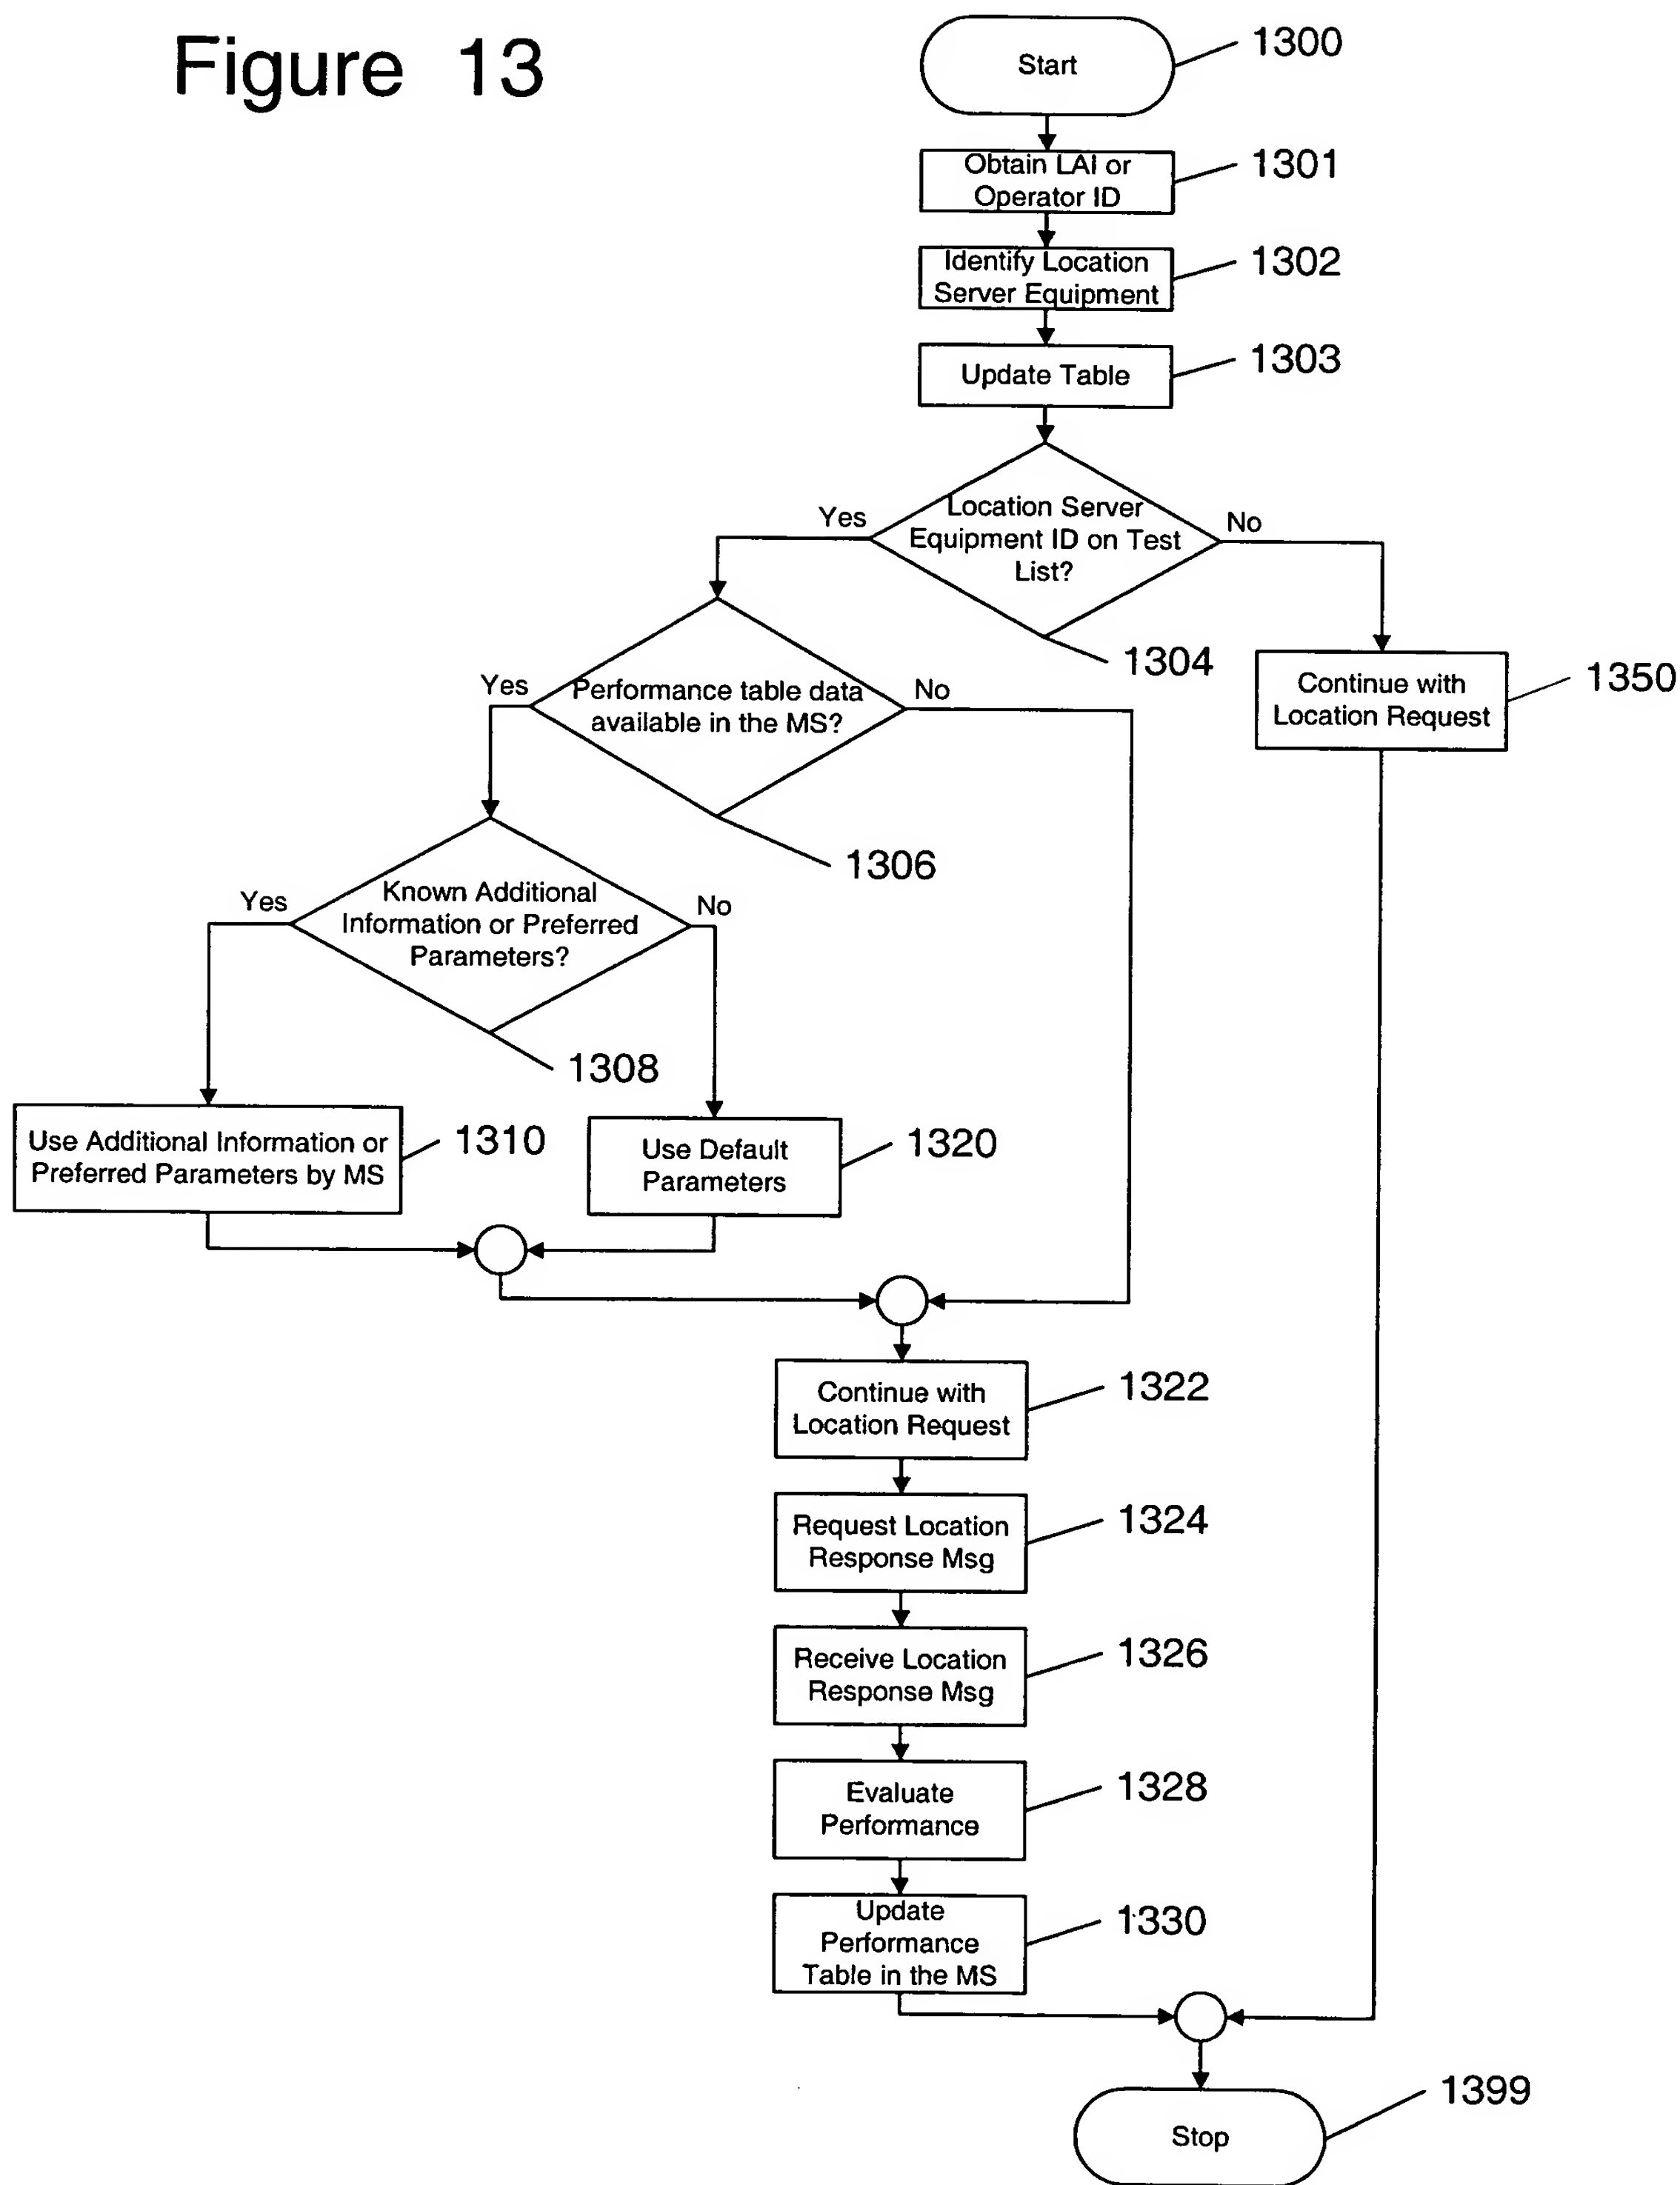 Figure 13
Start
1300
Obtain LAI or
Operator ID
1301
Identify Location
Server Equipment
1302
Update Table
1303
Location Server
Equipment ID on Test
List?
Yes
No
1304
Performance table data
available in the MS?
Yes
No
1306
Continue with
Location Request
1350
Known Additional
Information or Preferred
Parameters?
Yes
No
1308
Use Additional Information or
Preferred Parameters by MS
1310
Use Default
Parameters
1320
Continue with
Location Request
1322
Request Location
Response Msg
1324
Receive Location
Response Msg
1326
Evaluate
Performance
1328
Update
Performance
Table in the MS
1330
Stop
1399